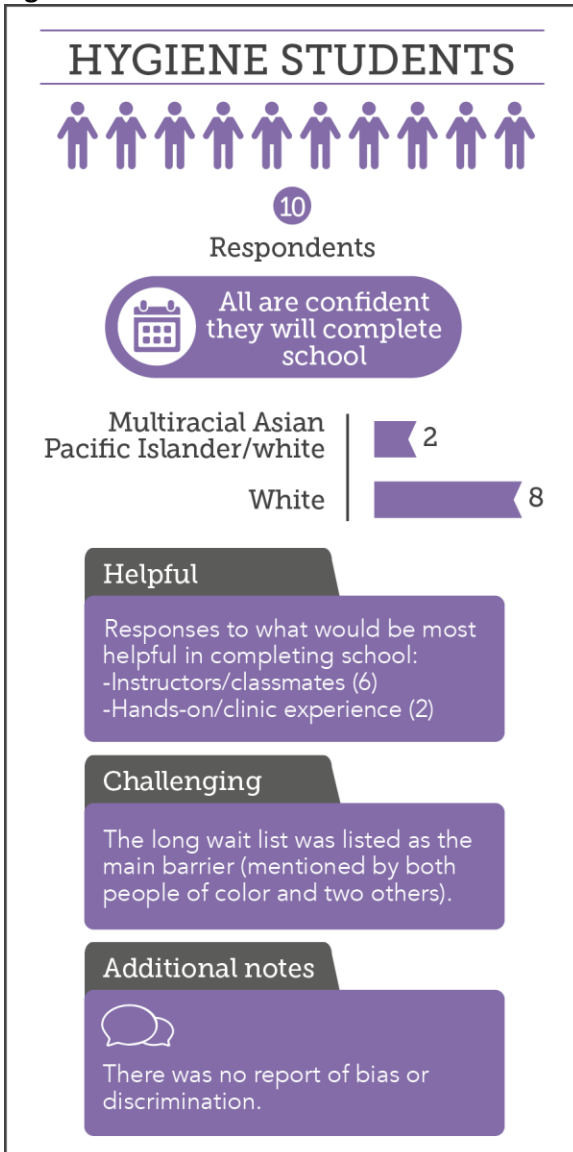 HYGIENE STUDENTS
10
Respondents
All are confident
they will complete
school
Multiracial Asian
Pacific Islander/white
2
White
8
Helpful
Responses to what would be most
helpful in completing school:
-Instructors/classmates (6)
-Hands-on/clinic experience (2)
Challenging
The long wait list was listed as the
main barrier (mentioned by both
people of color and two others).
Additional notes
There was no report of bias or
discrimination.